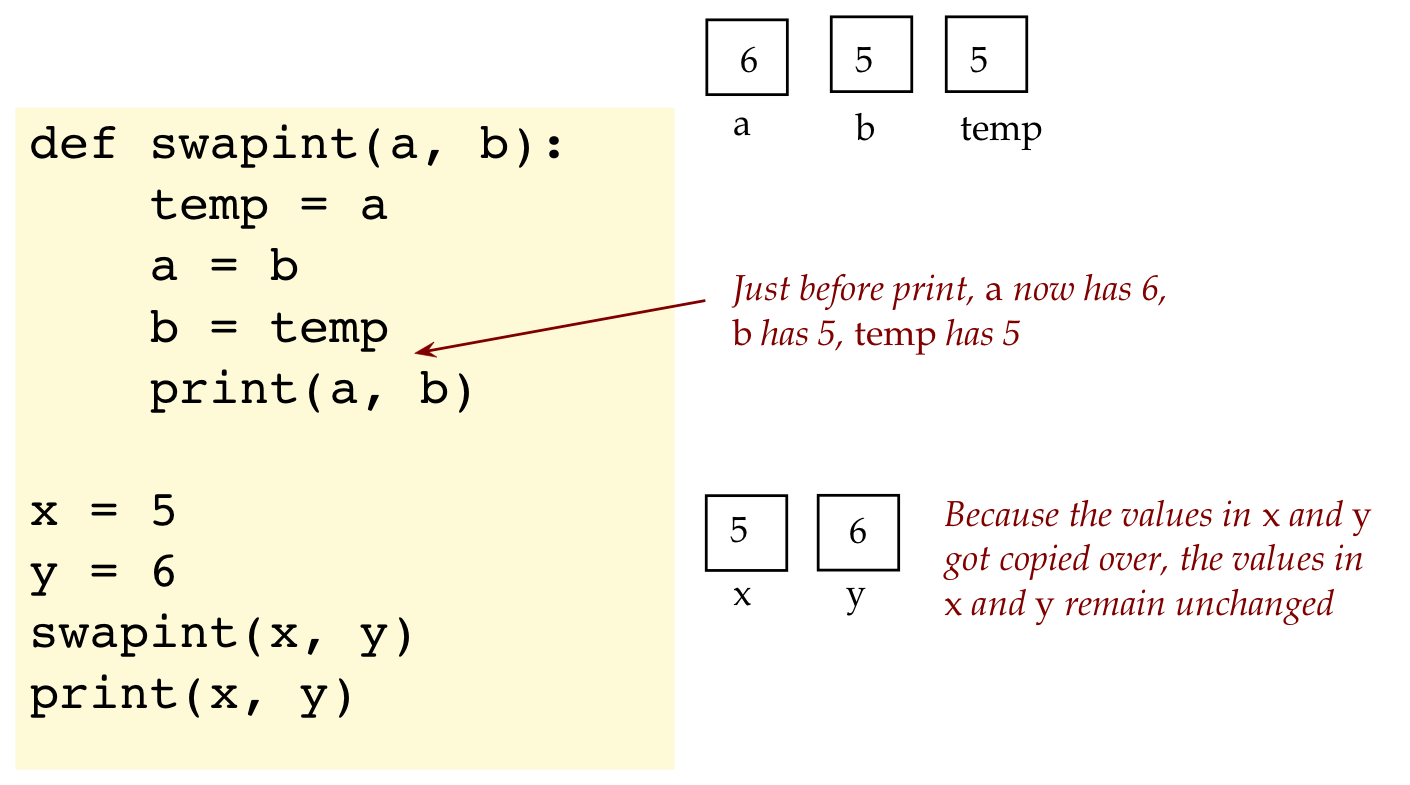 6 5 5
a b temp
def swapint(a, b):
    temp = a
    a = b
    b = temp
    print(a, b)
Just before print, a now has 6,
b has 5, temp has 5
x = 5
y = 6
swapint(x, y)
print(x, y)
5 6
x y
Because the values in x and y
got copied over, the values in
x and y remain unchanged